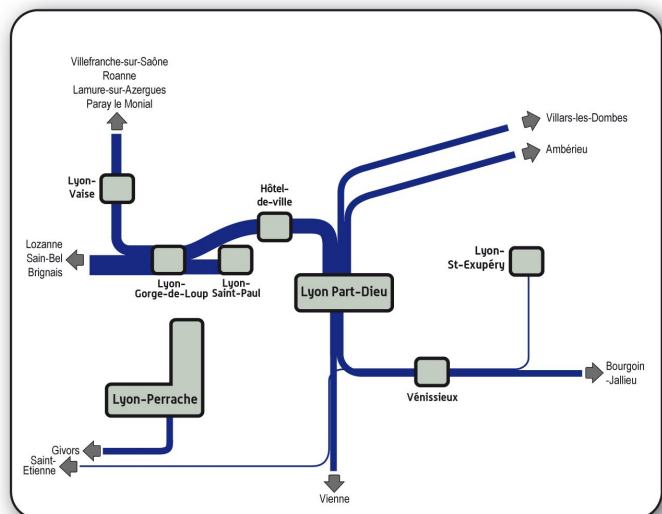 Villefranche-sur-Saône
Roanne
Lamure-sur-Azergues
Paray le Monial
Villars-les-Dombes
Ambérieu
Lyon-
Vaise
Hôtel-
de-ville
Lozanne
Sain-Bel
Brignais
Lyon-
Gorge-de-Loup
Lyon-
Saint-Paul
Lyon-
St-Exupéry
Lyon Part-Dieu
Bourgoin
-Jallieu
Vénissieux
Lyon-Perrache
Givors
Saint-
Etienne
Vienne